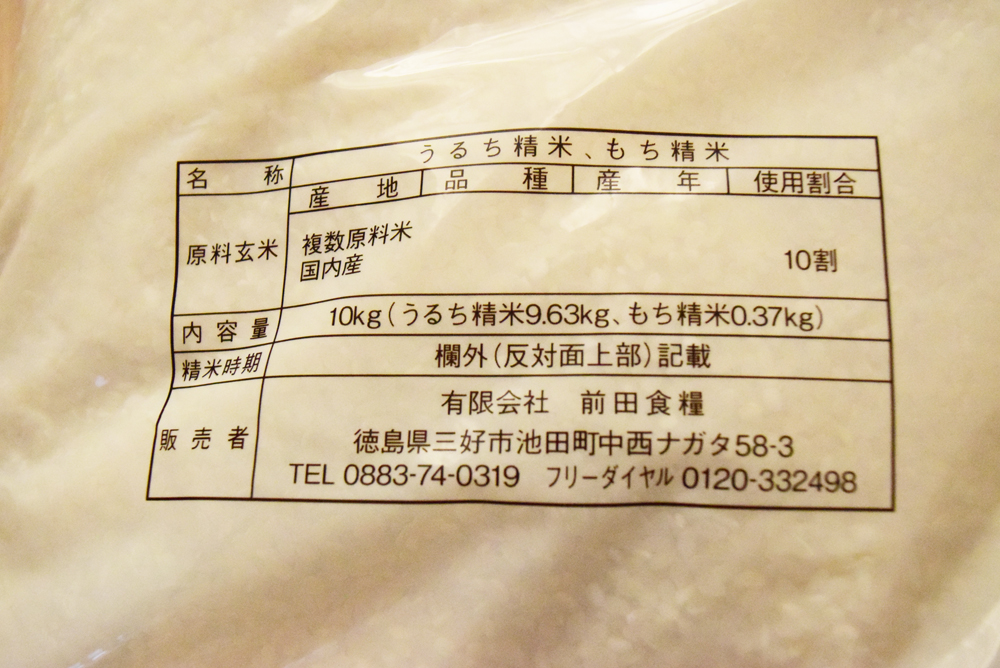 名 称 うるち精米、もち精米
原料玄米 産 地 品 種 産 年 使用割合
複数原料米
国内産 10割
内容量 10kg(うるち精米9.63kg、もち精米0.37kg)
精米時期 欄外(反対面上部)記載
販売者 有限会社 前田食糧
徳島県三好市池田町中西ナガタ58-3
TEL 0883-74-0319 フリーダイヤル 0120-332498